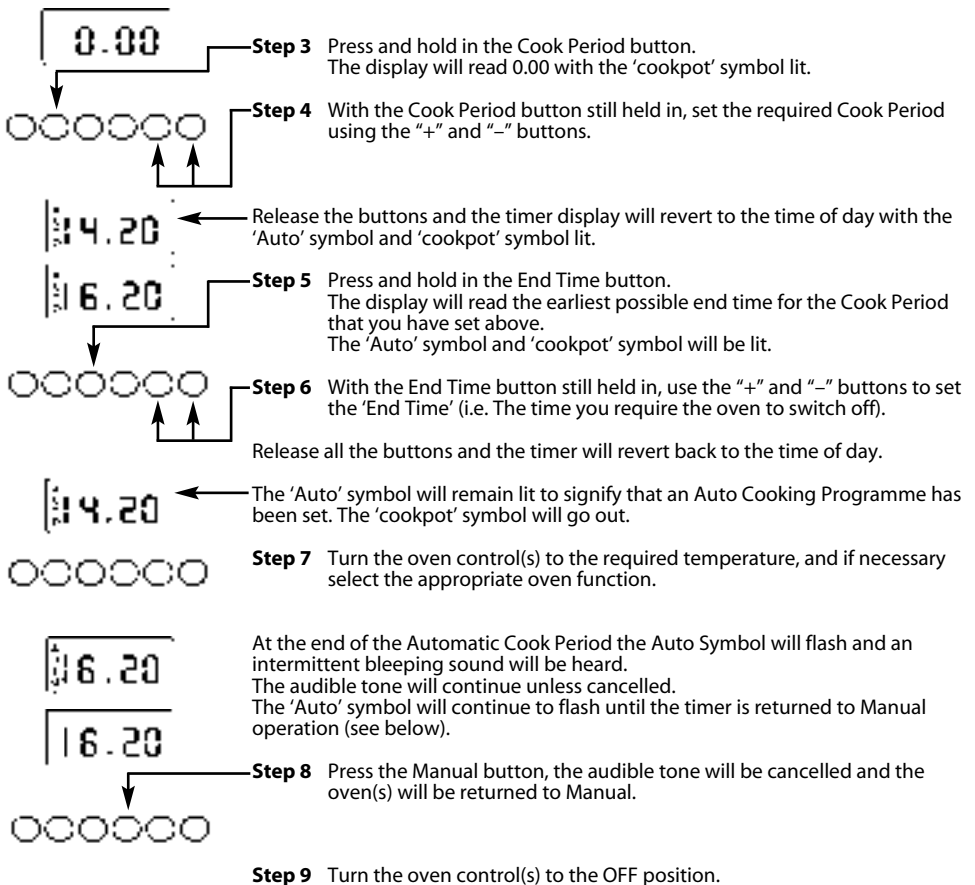 0.00
Step 3 Press and hold in the Cook Period button.
The display will read 0.00 with the ‘cookpot’ symbol lit.
Step 4 With the Cook Period button still held in, set the required Cook Period
using the “+” and “–” buttons.
14.20
Release the buttons and the timer display will revert to the time of day with the
‘Auto’ symbol and ‘cookpot’ symbol lit.
16.20
Step 5 Press and hold in the End Time button.
The display will read the earliest possible end time for the Cook Period
that you have set above.
The ‘Auto’ symbol and ‘cookpot’ symbol will be lit.
Step 6 With the End Time button still held in, use the “+” and “–” buttons to set
the ‘End Time’ (i.e. The time you require the oven to switch off).
Release all the buttons and the timer will revert back to the time of day.
14.20
The ‘Auto’ symbol will remain lit to signify that an Auto Cooking Programme has
been set. The ‘cookpot’ symbol will go out.
Step 7 Turn the oven control(s) to the required temperature, and if necessary
select the appropriate oven function.
16.20
At the end of the Automatic Cook Period the Auto Symbol will flash and an
intermittent bleeping sound will be heard.
The audible tone will continue unless cancelled.
The ‘Auto’ symbol will continue to flash until the timer is returned to Manual
operation (see below).
16.20
Step 8 Press the Manual button, the audible tone will be cancelled and the
oven(s) will be returned to Manual.
Step 9 Turn the oven control(s) to the OFF position.